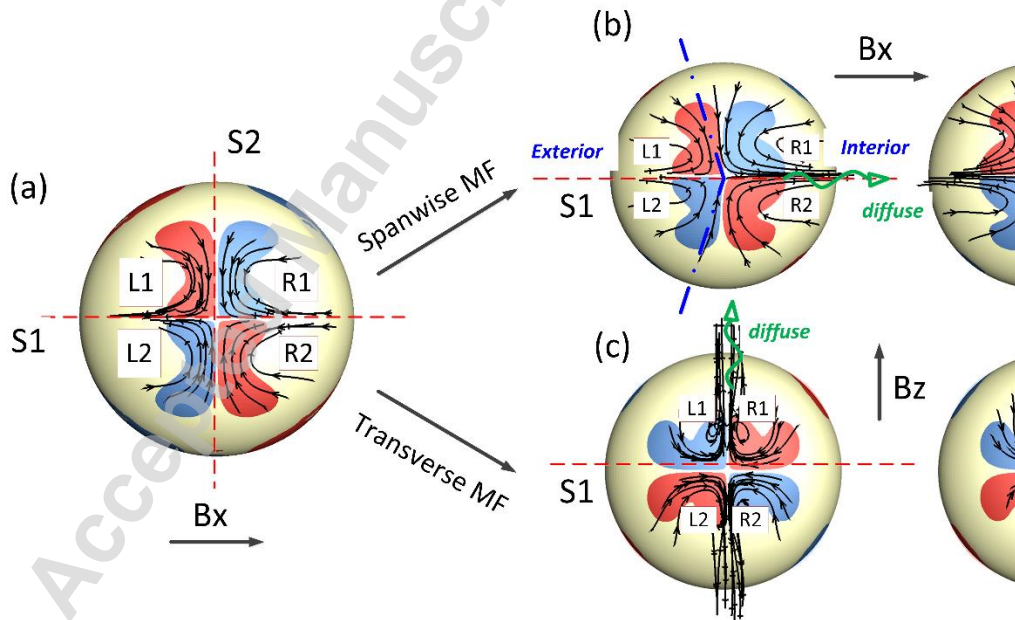 (a)
S2
L1
R1
S1
L2
R2
Bx
Spanwise MF
Transverse MF
(b)
Bx
Exterior
L1
R1
Interior
S1
L2
R2
diffuse
(c)
diffuse
L1
R1
Bz
S1
L2
R2
Accepted Manuscrip